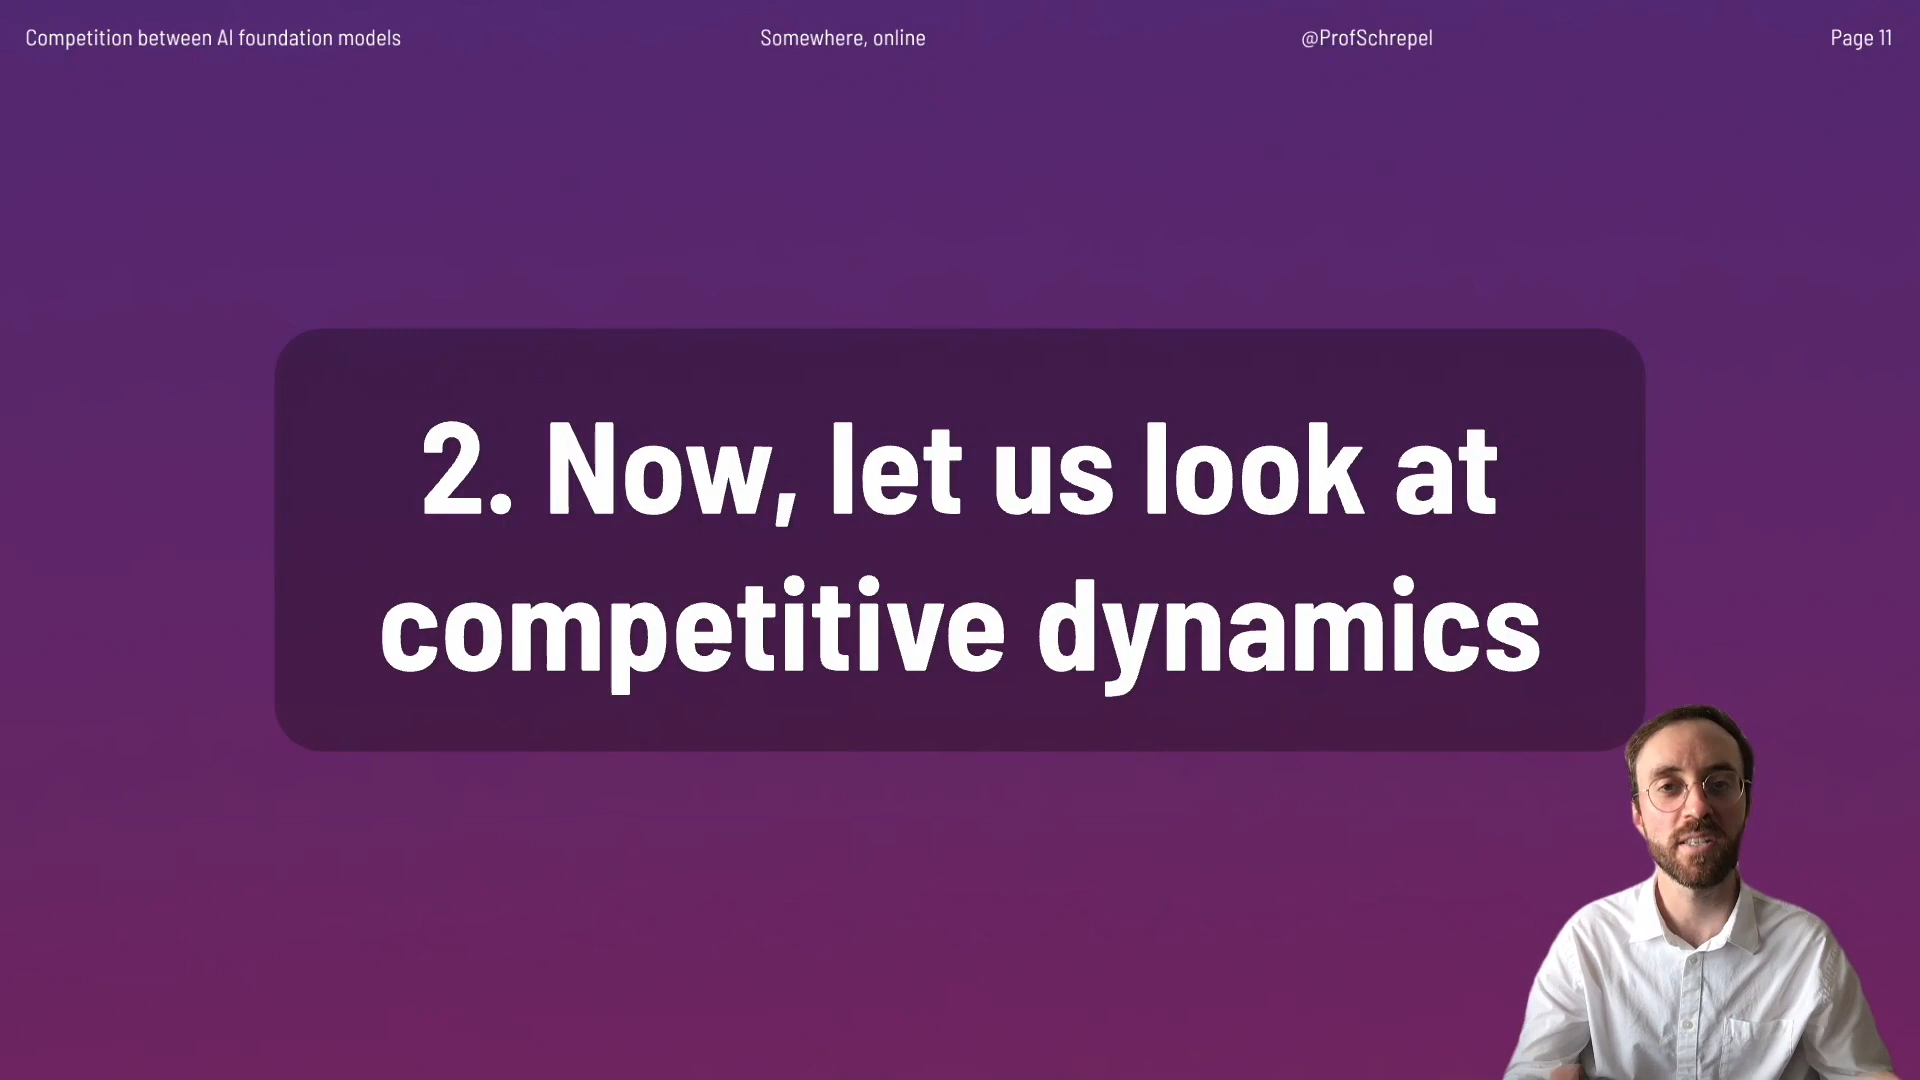 Competition between AI foundation models
Somewhere, online
@ProfSchrepel
Page 11
2. Now, let us look at
competitive dynamics